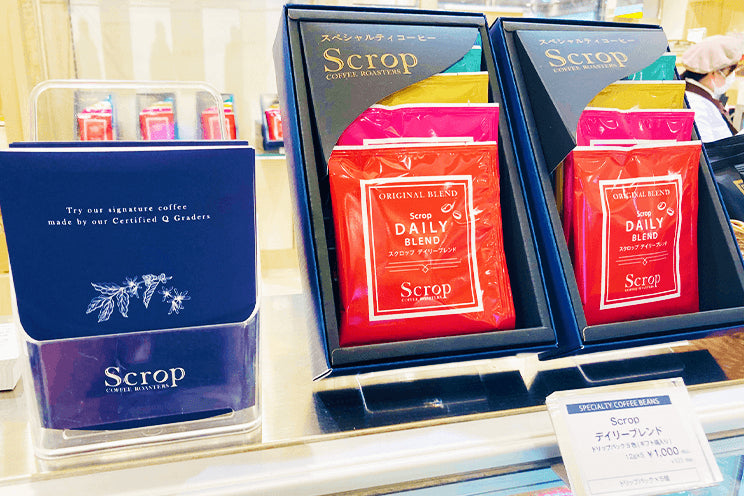 Try our signature coffee
made by our Certified Q Graders
Scrop
COFFEE ROASTERS
スペシャルティコーヒー
Scrop
COFFEE ROASTERS
ORIGINAL BLEND
Scrop
DAILY
BLEND
スクロップ デイリーブレンド
Scrop
COFFEE ROASTERS
スペシャルティコーヒー
Scrop
COFFEE ROASTERS
ORIGINAL BLEND
Scrop
DAILY
BLEND
スクロップ デイリーブレンド
Scrop
COFFEE ROASTERS
SPECIALTY COFFEE BEANS
Scrop
デイリーブレンド
¥1,000